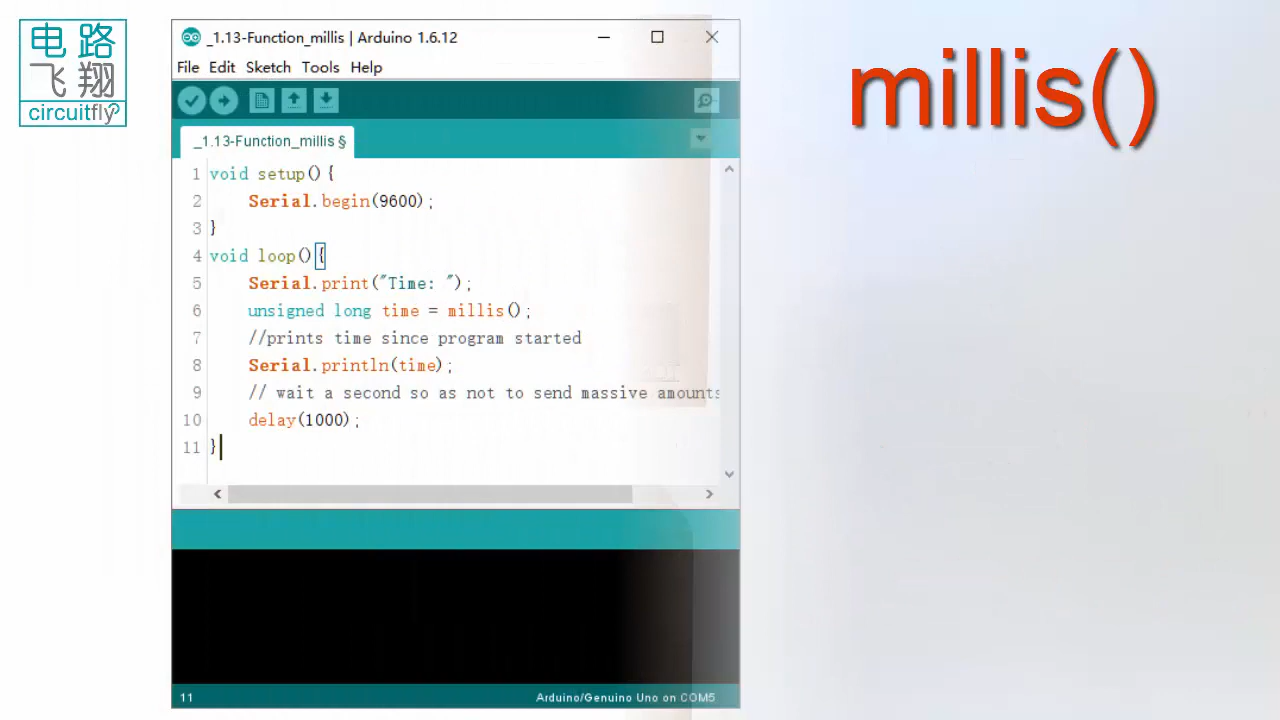 电路
飞翔
circuitfly
_1.13-Function_millis | Arduino 1.6.12
File Edit Sketch Tools Help
_1.13-Function_millis §
1 void setup() {
2 Serial.begin(9600);
3 }
4 void loop() {
5 Serial.print("Time: ");
6 unsigned long time = millis();
7 //prints time since program started
8 Serial.println(time);
9 // wait a second so as not to send massive amounts
10 delay(1000);
11 }
11 Arduino/Genuino Uno on COM5
millis()